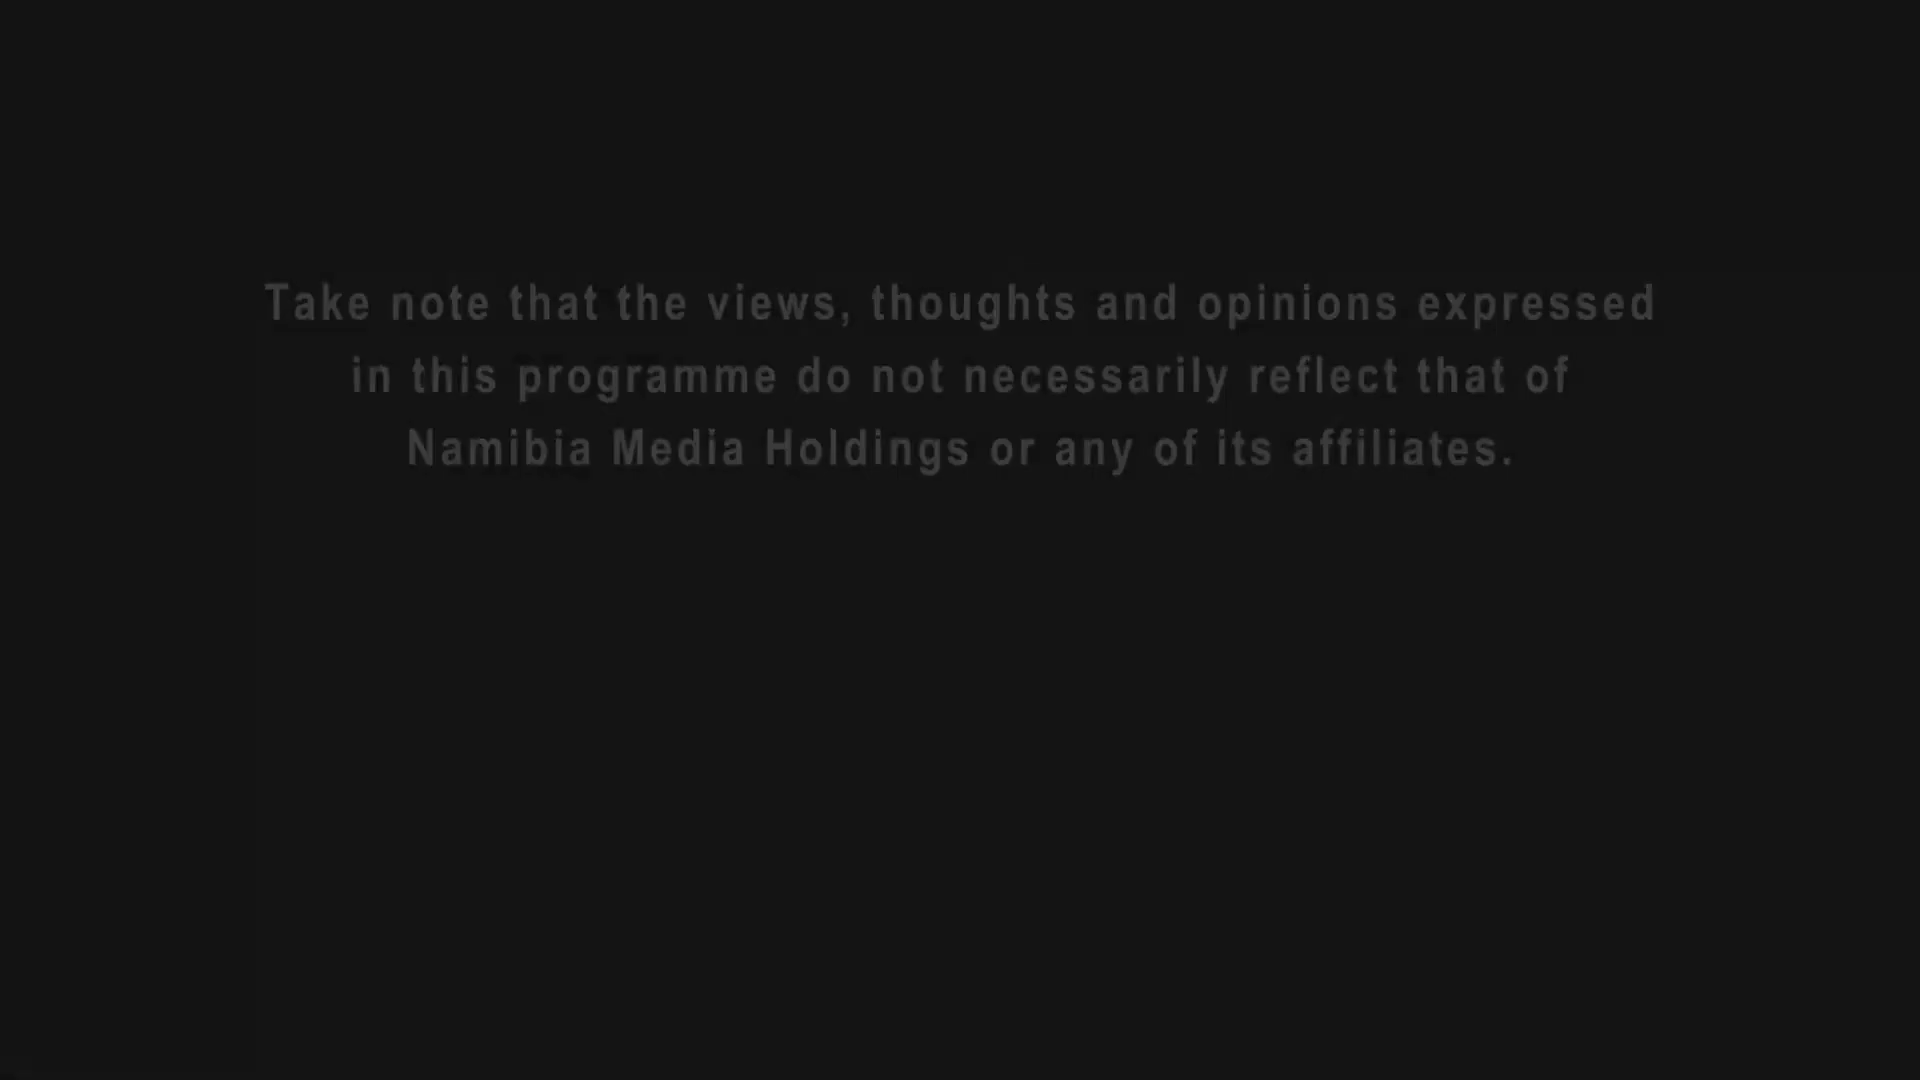 Take note that the views, thoughts and opinions expressed
in this programme do not necessarily reflect that of
Namibia Media Holdings or any of its affiliates.